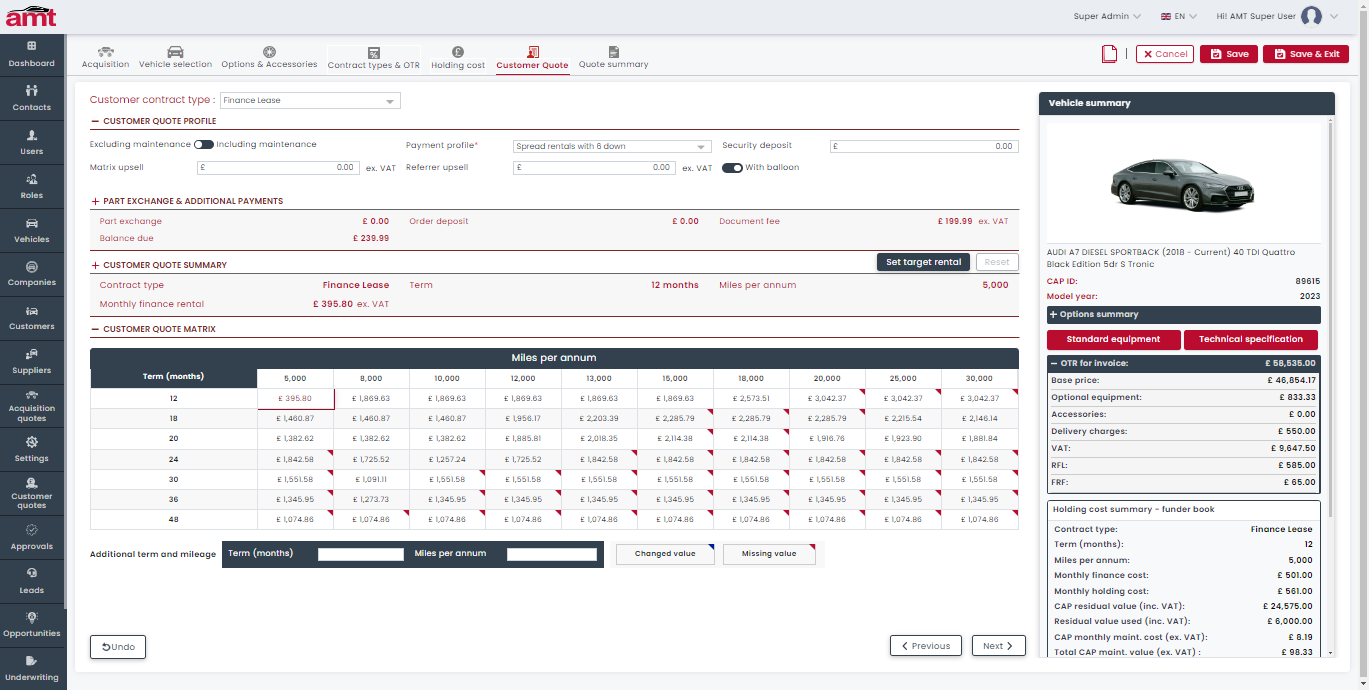 amt
Super Admin
EN
Hi! AMT Super User
Dashboard
Contacts
Users
Roles
Vehicles
Companies
Customers
Suppliers
Acquisition quotes
Settings
Customer quotes
Approvals
Leads
Opportunities
Underwriting
Acquisition
Vehicle selection
Options & Accessories
Contract types & OTR
Holding cost
Customer Quote
Quote summary
Cancel
Save
Save & Exit
Customer contract type : Finance Lease
CUSTOMER QUOTE PROFILE
Excluding maintenance Including maintenance
Payment profile* Spread rentals with 6 down
Security deposit £ 0.00
Matrix upsell £ 0.00 ex. VAT
Referrer upsell £ 0.00 ex. VAT
With balloon
PART EXCHANGE & ADDITIONAL PAYMENTS
Part exchange £ 0.00 Order deposit £ 0.00 Document fee £ 199.99 ex. VAT
Balance due £ 239.99
CUSTOMER QUOTE SUMMARY
Set target rental Reset
Contract type Finance Lease Term 12 months Miles per annum 5,000
Monthly finance rental £ 395.80 ex. VAT
CUSTOMER QUOTE MATRIX
Miles per annum
Term (months) 5,000 8,000 10,000 12,000 13,000 15,000 18,000 20,000 25,000 30,000
12 £ 395.80 £ 1,869.63 £ 1,869.63 £ 1,869.63 £ 1,869.63 £ 1,869.63 £ 2,573.51 £ 3,042.37 £ 3,042.37 £ 3,042.37
18 £ 1,460.87 £ 1,460.87 £ 1,460.87 £ 1,956.17 £ 2,203.39 £ 2,285.79 £ 2,285.79 £ 2,285.79 £ 2,215.54 £ 2,146.14
20 £ 1,382.62 £ 1,382.62 £ 1,382.62 £ 1,885.81 £ 2,018.35 £ 2,114.38 £ 2,114.38 £ 1,916.76 £ 1,923.90 £ 1,881.84
24 £ 1,842.58 £ 1,725.52 £ 1,257.24 £ 1,725.52 £ 1,842.58 £ 1,842.58 £ 1,842.58 £ 1,842.58 £ 1,842.58 £ 1,842.58
30 £ 1,551.58 £ 1,091.11 £ 1,551.58 £ 1,551.58 £ 1,551.58 £ 1,551.58 £ 1,551.58 £ 1,551.58 £ 1,551.58 £ 1,551.58
36 £ 1,345.95 £ 1,273.73 £ 1,345.95 £ 1,345.95 £ 1,345.95 £ 1,345.95 £ 1,345.95 £ 1,345.95 £ 1,345.95 £ 1,345.95
48 £ 1,074.86 £ 1,074.86 £ 1,074.86 £ 1,074.86 £ 1,074.86 £ 1,074.86 £ 1,074.86 £ 1,074.86 £ 1,074.86 £ 1,074.86
Additional term and mileage Term (months) Miles per annum Changed value Missing value
Undo
Previous
Next
Vehicle summary
AUDI A7 DIESEL SPORTBACK (2018 - Current) 40 TDI Quattro
Black Edition 5dr S Tronic
CAP ID: 89615
Model year: 2023
Options summary
Standard equipment Technical specification
OTR for invoice: £ 58,535.00
Base price: £ 46,854.17
Optional equipment: £ 833.33
Accessories: £ 0.00
Delivery charges: £ 550.00
VAT: £ 9,647.50
RFL: £ 585.00
FRF: £ 65.00
Holding cost summary - funder book
Contract type: Finance Lease
Term (months): 12
Miles per annum: 5,000
Monthly finance cost: £ 501.00
Monthly holding cost: £ 561.00
CAP residual value (inc. VAT): £ 24,575.00
Residual value used (inc. VAT): £ 6,000.00
CAP monthly maint. cost (ex. VAT): £ 8.19
Total CAP maint. value (ex. VAT) : £ 98.33